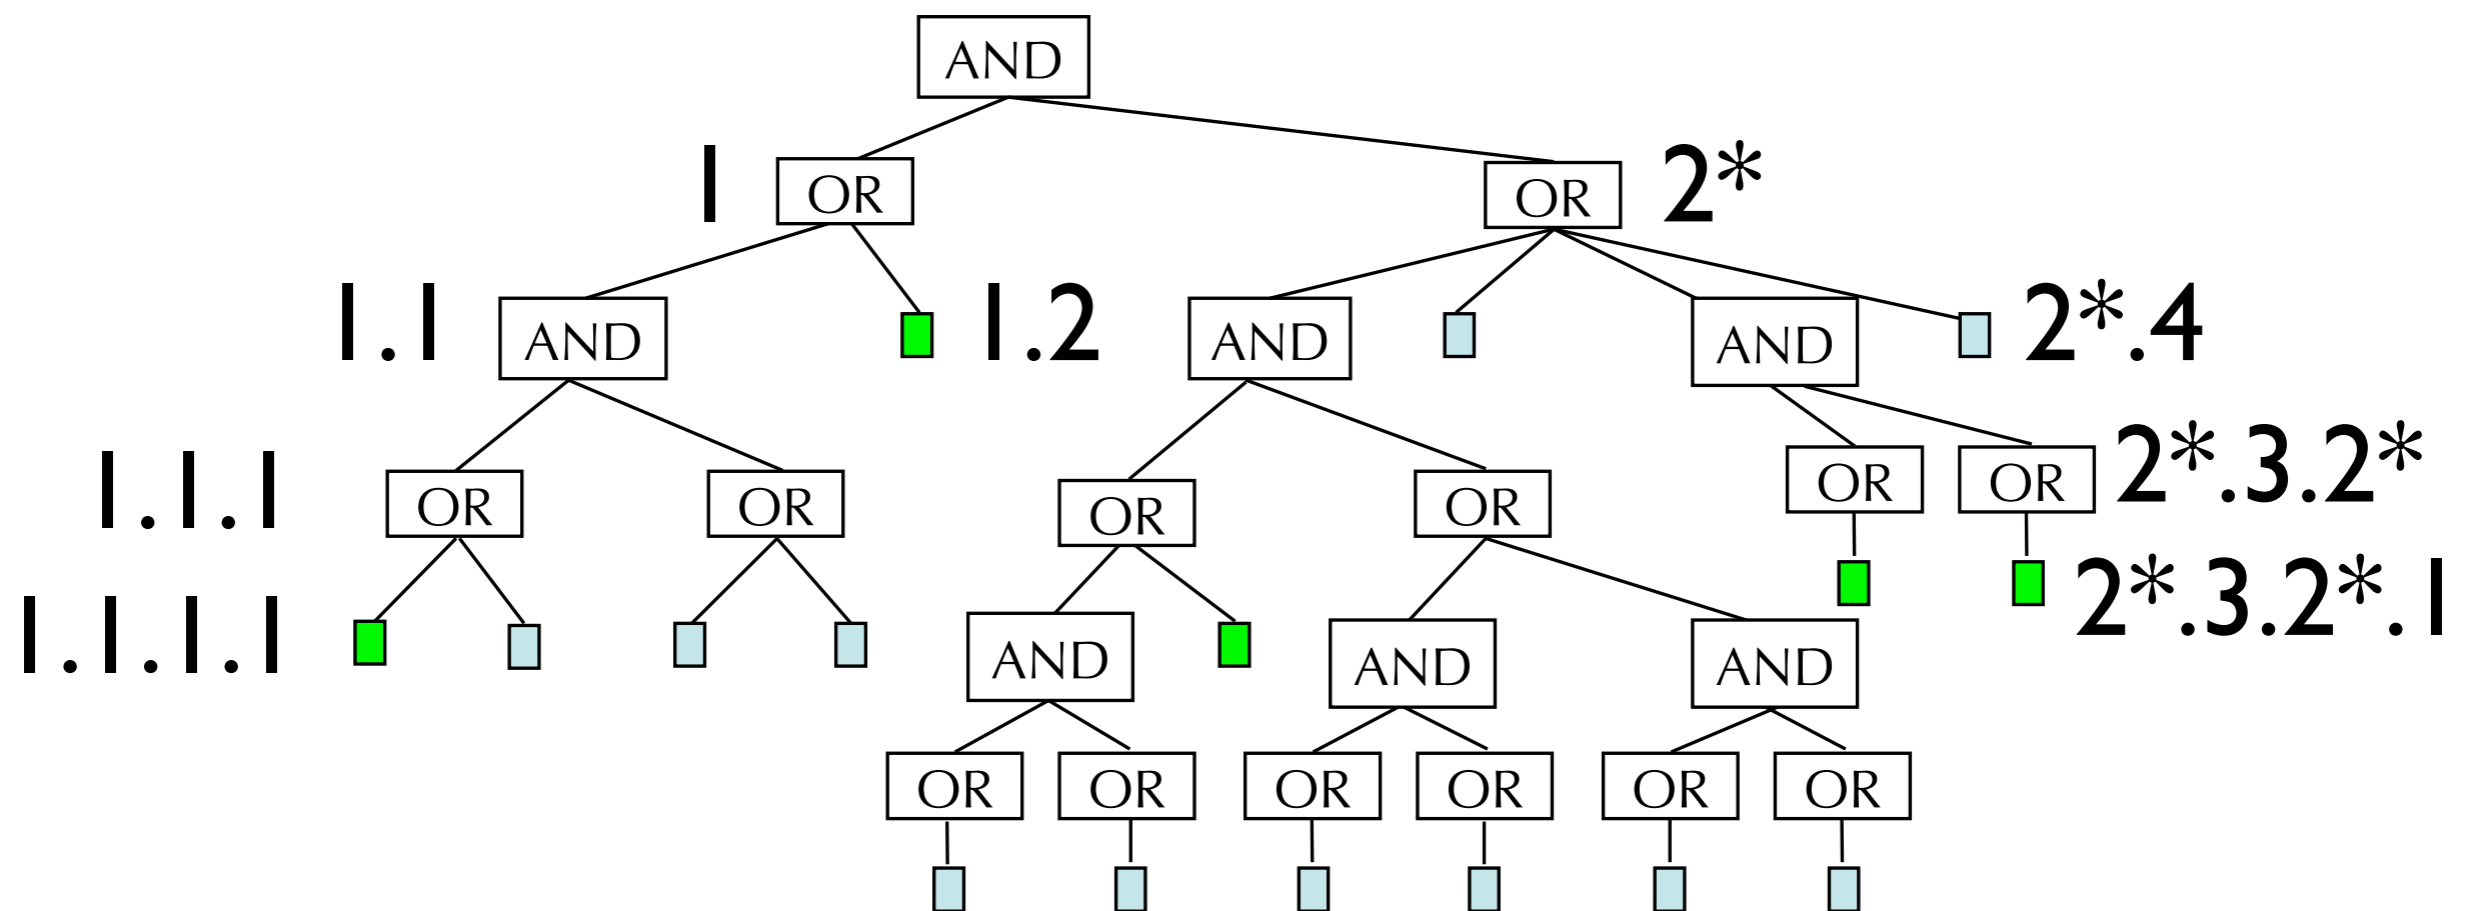 AND
1 OR OR 2*
1.1 AND 1.2 AND AND 2*.4
1.1.1 OR OR OR OR OR OR 2*.3.2*
1.1.1.1 AND AND AND 2*.3.2*.1
OR OR OR OR OR OR